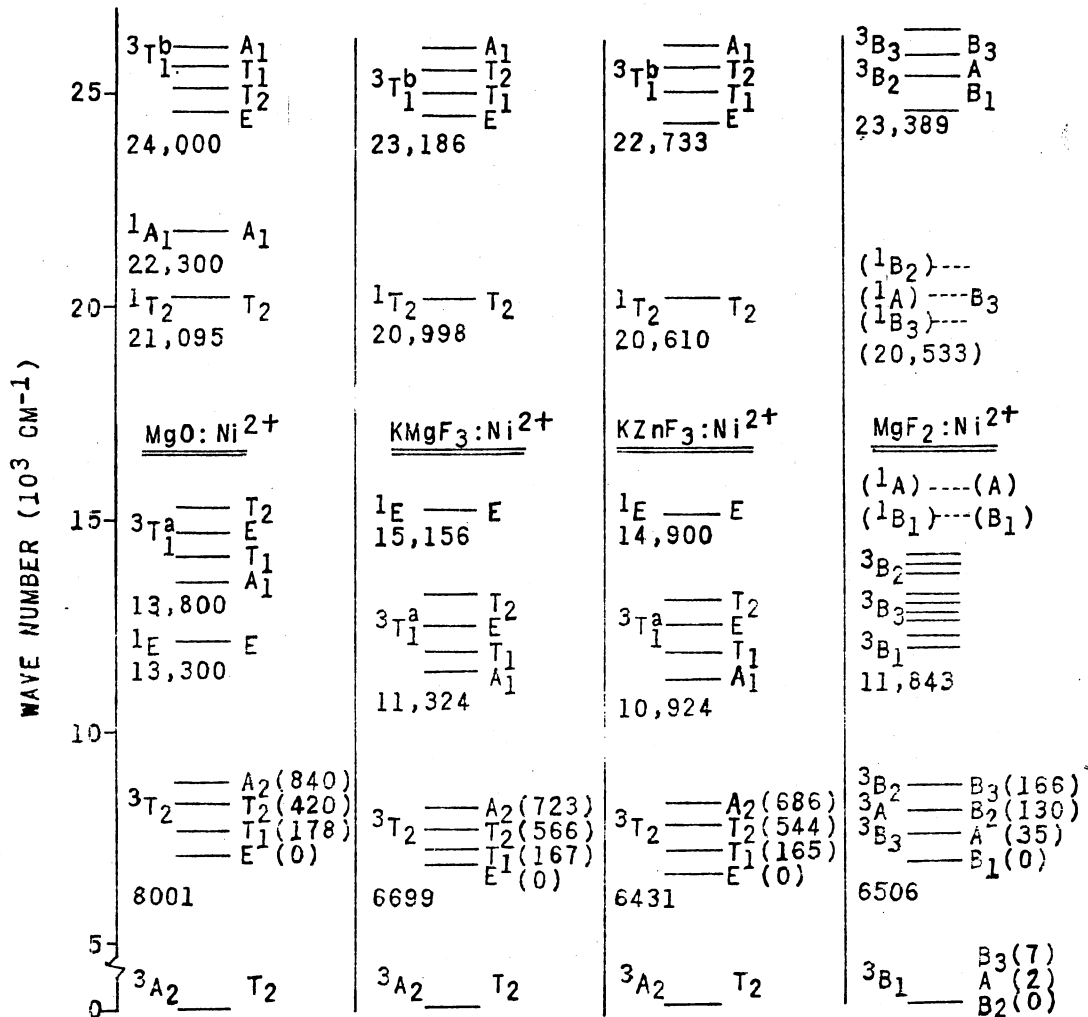 WAVE NUMBER (10³ CM⁻¹)
25
20
15
10
5
0
³T₁ᵇ A₁
T₁
T₂
E
24,000
¹A₁ A₁
22,300
¹T₂ T₂
21,095
MgO:Ni²⁺
³T₁ᵃ T₂
E
T₁
A₁
13,800
¹E E
13,300
³T₂ A₂(840)
T₂(420)
T₁(178)
E(0)
8001
³A₂ T₂
³T₁ᵇ A₁
T₂
T₁
E
23,186
¹T₂ T₂
20,998
KMgF₃:Ni²⁺
¹E E
15,156
³T₁ᵃ T₂
E
T₁
A₁
11,324
³T₂ A₂(723)
T₂(566)
T₁(167)
E(0)
6699
³A₂ T₂
³T₁ᵇ A₁
T₂
T₁
E
22,733
¹T₂ T₂
20,610
KZnF₃:Ni²⁺
¹E E
14,900
³T₁ᵃ T₂
E
T₁
A₁
10,924
³T₂ A₂(686)
T₂(544)
T₁(165)
E(0)
6431
³A₂ T₂
³B₃ B₃
³B₂ A
B₁
23,389
(¹B₂)
(¹A) B₃
(¹B₃)
(20,533)
MgF₂:Ni²⁺
(¹A) (A)
(¹B₁) (B₁)
³B₂
³B₃
³B₁
11,843
³B₂ B₃(166)
³A B₂(130)
³B₃ A(35)
B₁(0)
6506
³B₁ B₃(7)
A(2)
B₂(0)